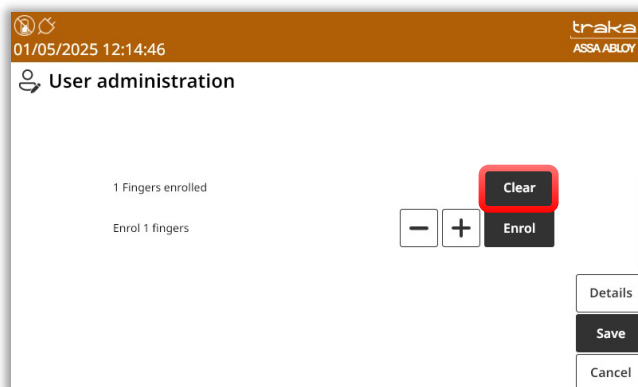 traka
01/05/2025 12:14:46
ASSA ABLOY
User administration
1 Fingers enrolled
Clear
Enrol 1 fingers
Enrol
Details
Save
Cancel